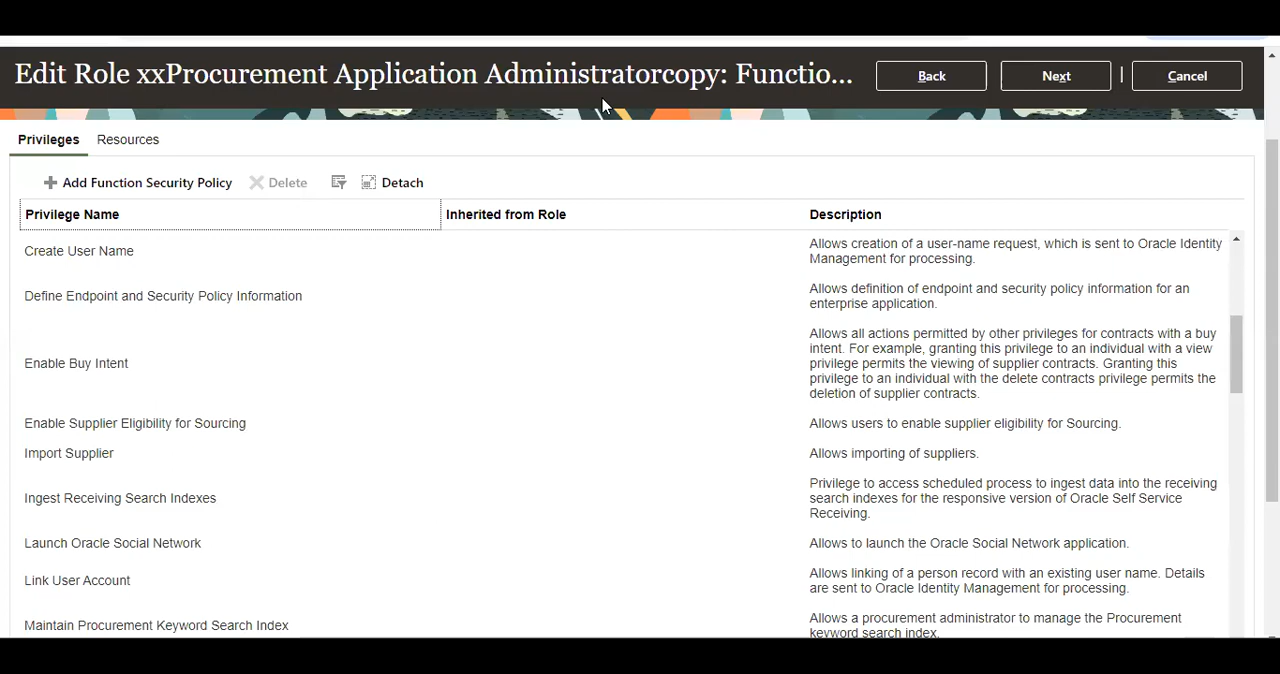 Edit Role xxProcurement Application Administratorcopy: Functio...
Back
Next
Cancel
Privileges
Resources
Add Function Security Policy
Delete
Detach
Privilege Name
Inherited from Role
Description
Create User Name
Allows creation of a user-name request, which is sent to Oracle Identity
Management for processing.
Define Endpoint and Security Policy Information
Allows definition of endpoint and security policy information for an
enterprise application.
Enable Buy Intent
Allows all actions permitted by other privileges for contracts with a buy
intent. For example, granting this privilege to an individual with a view
privilege permits the viewing of supplier contracts. Granting this
privilege to an individual with the delete contracts privilege permits the
deletion of supplier contracts.
Enable Supplier Eligibility for Sourcing
Allows users to enable supplier eligibility for Sourcing.
Import Supplier
Allows importing of suppliers.
Ingest Receiving Search Indexes
Privilege to access scheduled process to ingest data into the receiving
search indexes for the responsive version of Oracle Self Service
Receiving.
Launch Oracle Social Network
Allows to launch the Oracle Social Network application.
Link User Account
Allows linking of a person record with an existing user name. Details
are sent to Oracle Identity Management for processing.
Maintain Procurement Keyword Search Index
Allows a procurement administrator to manage the Procurement
keyword search index.